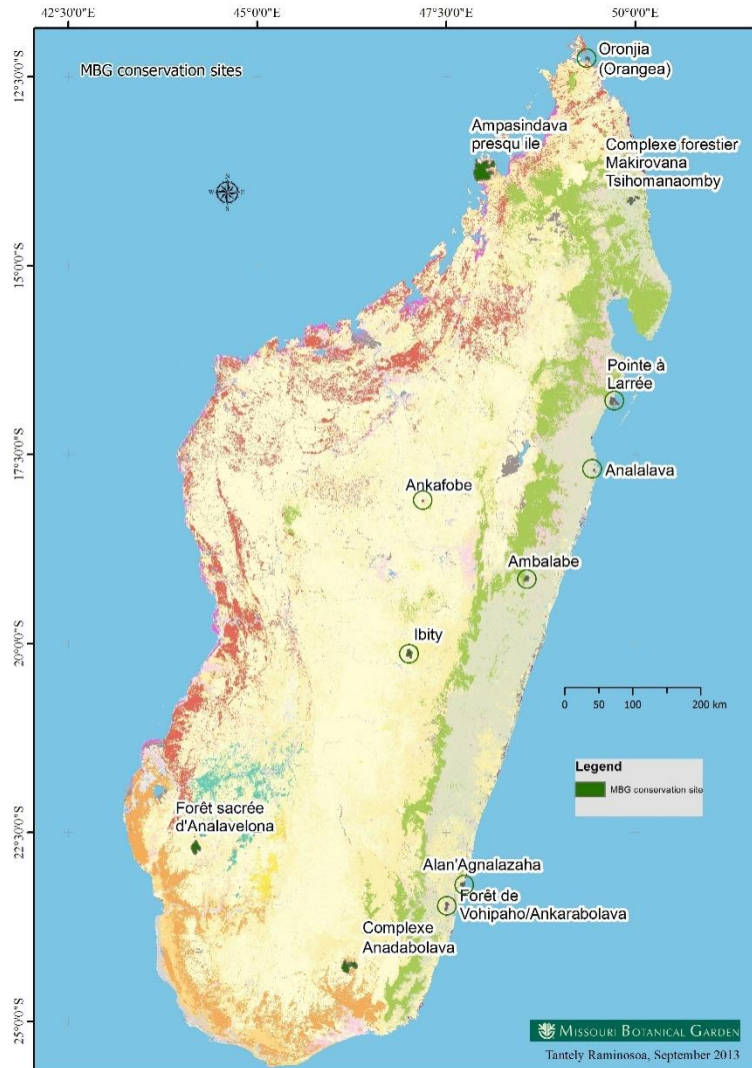 42°30'0"E 45°0'0"E 47°30'0"E 50°0'0"E
MBG conservation sites
Oronjia
(Orangea)
12°30'0"S
Ampasindava
presqu ile
Complexe forestier
Makirovana
Tsihomanaomby
N
W E
S
15°0'0"S
Pointe à
Larrée
17°30'0"S
Analalava
Ankafobe
Ambalabe
20°0'0"S
Ibity
0 50 100 200 km
Legend
MBG conservation site
Forêt sacrée
d'Analavelona
22°30'0"S
Alan'Agnalazaha
Forêt de
Vohipaho/Ankarabolava
Complexe
Anadabolava
25°0'0"S
MISSOURI BOTANICAL GARDEN
Tantely Raminosoa, September 2013